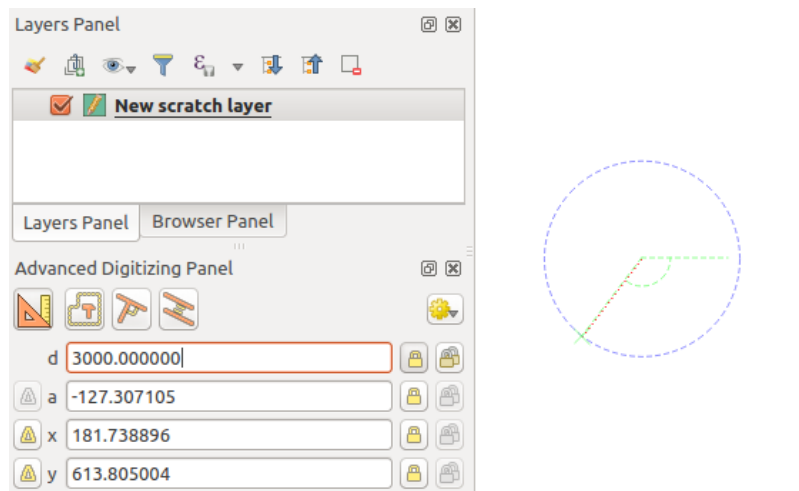 Layers Panel
New scratch layer
Layers Panel
Browser Panel
Advanced Digitizing Panel
d 3000.000000
a -127.307105
x 181.738896
y 613.805004